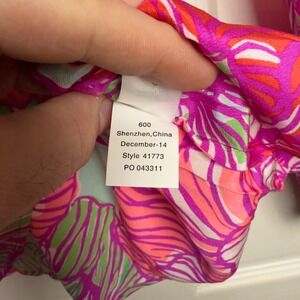 600
Shenzhen,China
December-14
Style 41773
PO 043311